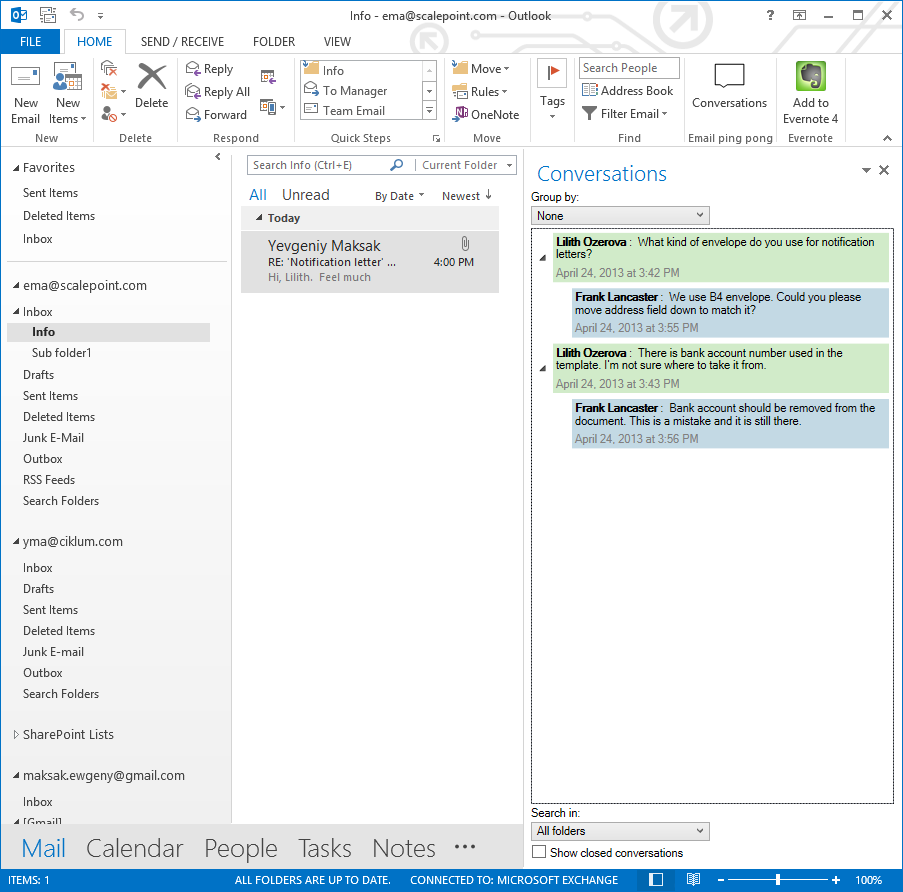 Info - ema@scalepoint.com - Outlook
?
FILE
HOME
SEND / RECEIVE
FOLDER
VIEW
New
Email
New
Items
New
Delete
Delete
Reply
Reply All
Forward
Respond
Info
To Manager
Team Email
Quick Steps
Move
Rules
OneNote
Move
Tags
Search People
Address Book
Filter Email
Find
Conversations
Email ping pong
Add to
Evernote 4
Evernote
Favorites
Sent Items
Deleted Items
Inbox
ema@scalepoint.com
Inbox
Info
Sub folder1
Drafts
Sent Items
Deleted Items
Junk E-Mail
Outbox
RSS Feeds
Search Folders
yma@ciklum.com
Inbox
Drafts
Sent Items
Deleted Items
Junk E-mail
Outbox
Search Folders
SharePoint Lists
maksak.ewgeny@gmail.com
Inbox
[Gmail]
Search Info (Ctrl+E)
Current Folder
All Unread By Date Newest ↓
Today
Yevgeniy Maksak
RE: 'Notification letter' ... 4:00 PM
Hi, Lilith. Feel much
Conversations
Group by:
None
Lilith Ozerova : What kind of envelope do you use for notification
letters?
April 24, 2013 at 3:42 PM
Frank Lancaster : We use B4 envelope. Could you please
move address field down to match it?
April 24, 2013 at 3:55 PM
Lilith Ozerova : There is bank account number used in the
template. I'm not sure where to take it from.
April 24, 2013 at 3:43 PM
Frank Lancaster : Bank account should be removed from the
document. This is a mistake and it is still there.
April 24, 2013 at 3:56 PM
Search in:
All folders
Show closed conversations
Mail Calendar People Tasks Notes •••
ITEMS: 1
ALL FOLDERS ARE UP TO DATE.
CONNECTED TO: MICROSOFT EXCHANGE
100%